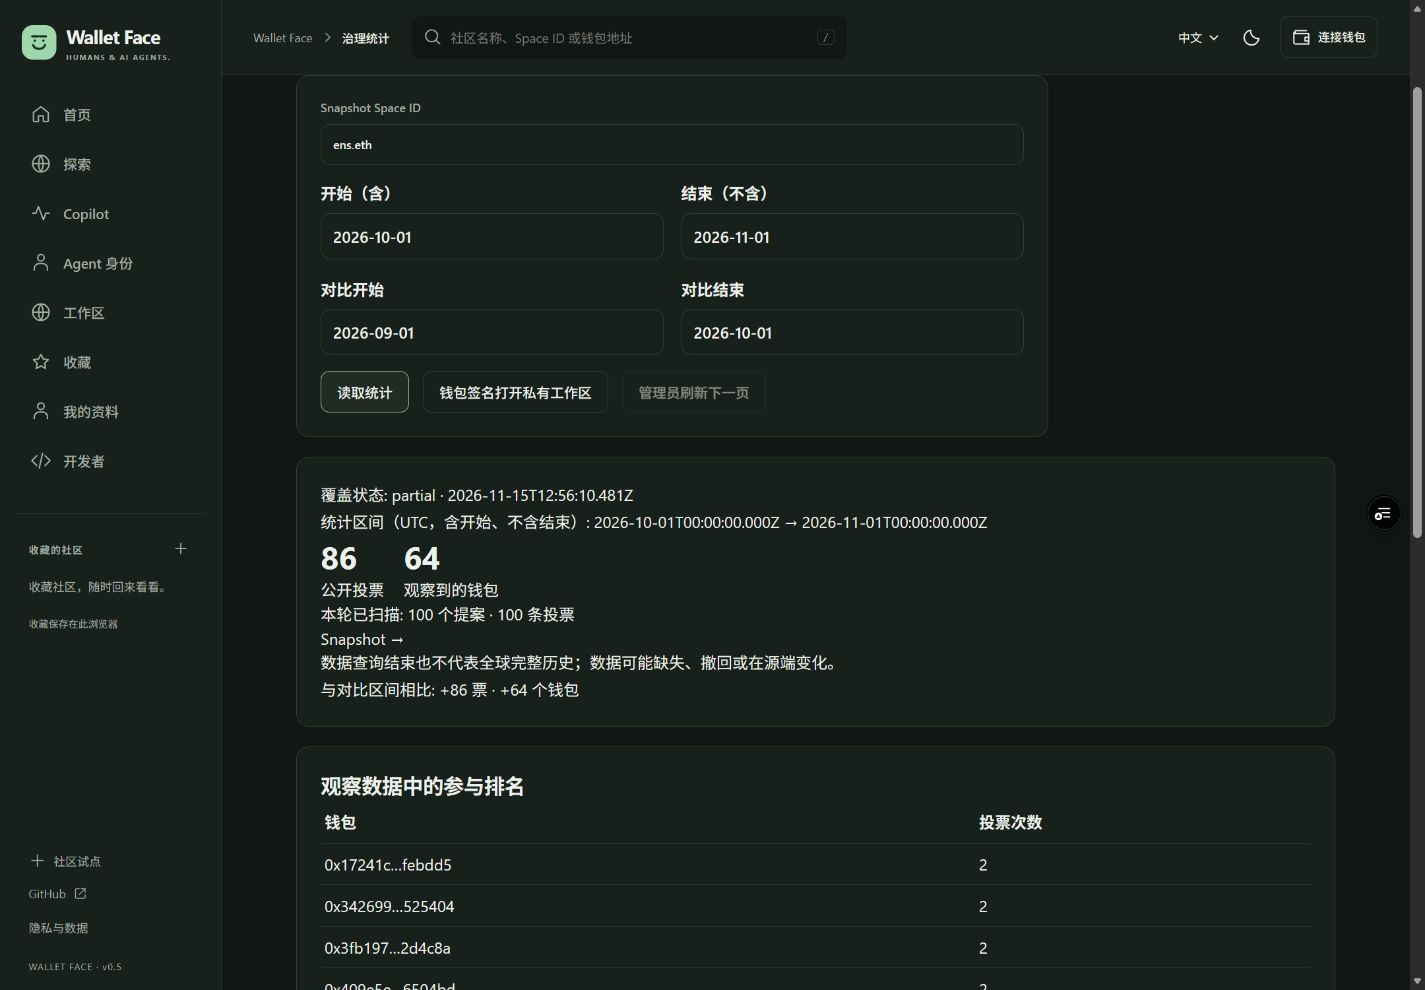 Wallet Face
HUMANS & AI AGENTS.
首页
探索
Copilot
Agent 身份
工作区
收藏
我的资料
开发者
收藏的社区
收藏社区，随时回来看看。
收藏保存在此浏览器
社区试点
GitHub
隐私与数据
WALLET FACE · v0.5
Wallet Face > 治理统计
社区名称、Space ID 或钱包地址 /
中文
连接钱包
Snapshot Space ID
ens.eth
开始（含） 结束（不含）
2026-10-01 2026-11-01
对比开始 对比结束
2026-09-01 2026-10-01
读取统计 钱包签名打开私有工作区 管理员刷新下一页
覆盖状态: partial · 2026-11-15T12:56:10.481Z
统计区间（UTC，含开始、不含结束）: 2026-10-01T00:00:00.000Z → 2026-11-01T00:00:00.000Z
86 64
公开投票 观察到的钱包
本轮已扫描: 100 个提案 · 100 条投票
Snapshot →
数据查询结束也不代表全球完整历史；数据可能缺失、撤回或在源端变化。
与对比区间相比: +86 票 · +64 个钱包
观察数据中的参与排名
钱包 投票次数
0x17241c…febdd5 2
0x342699…525404 2
0x3fb197…2d4c8a 2